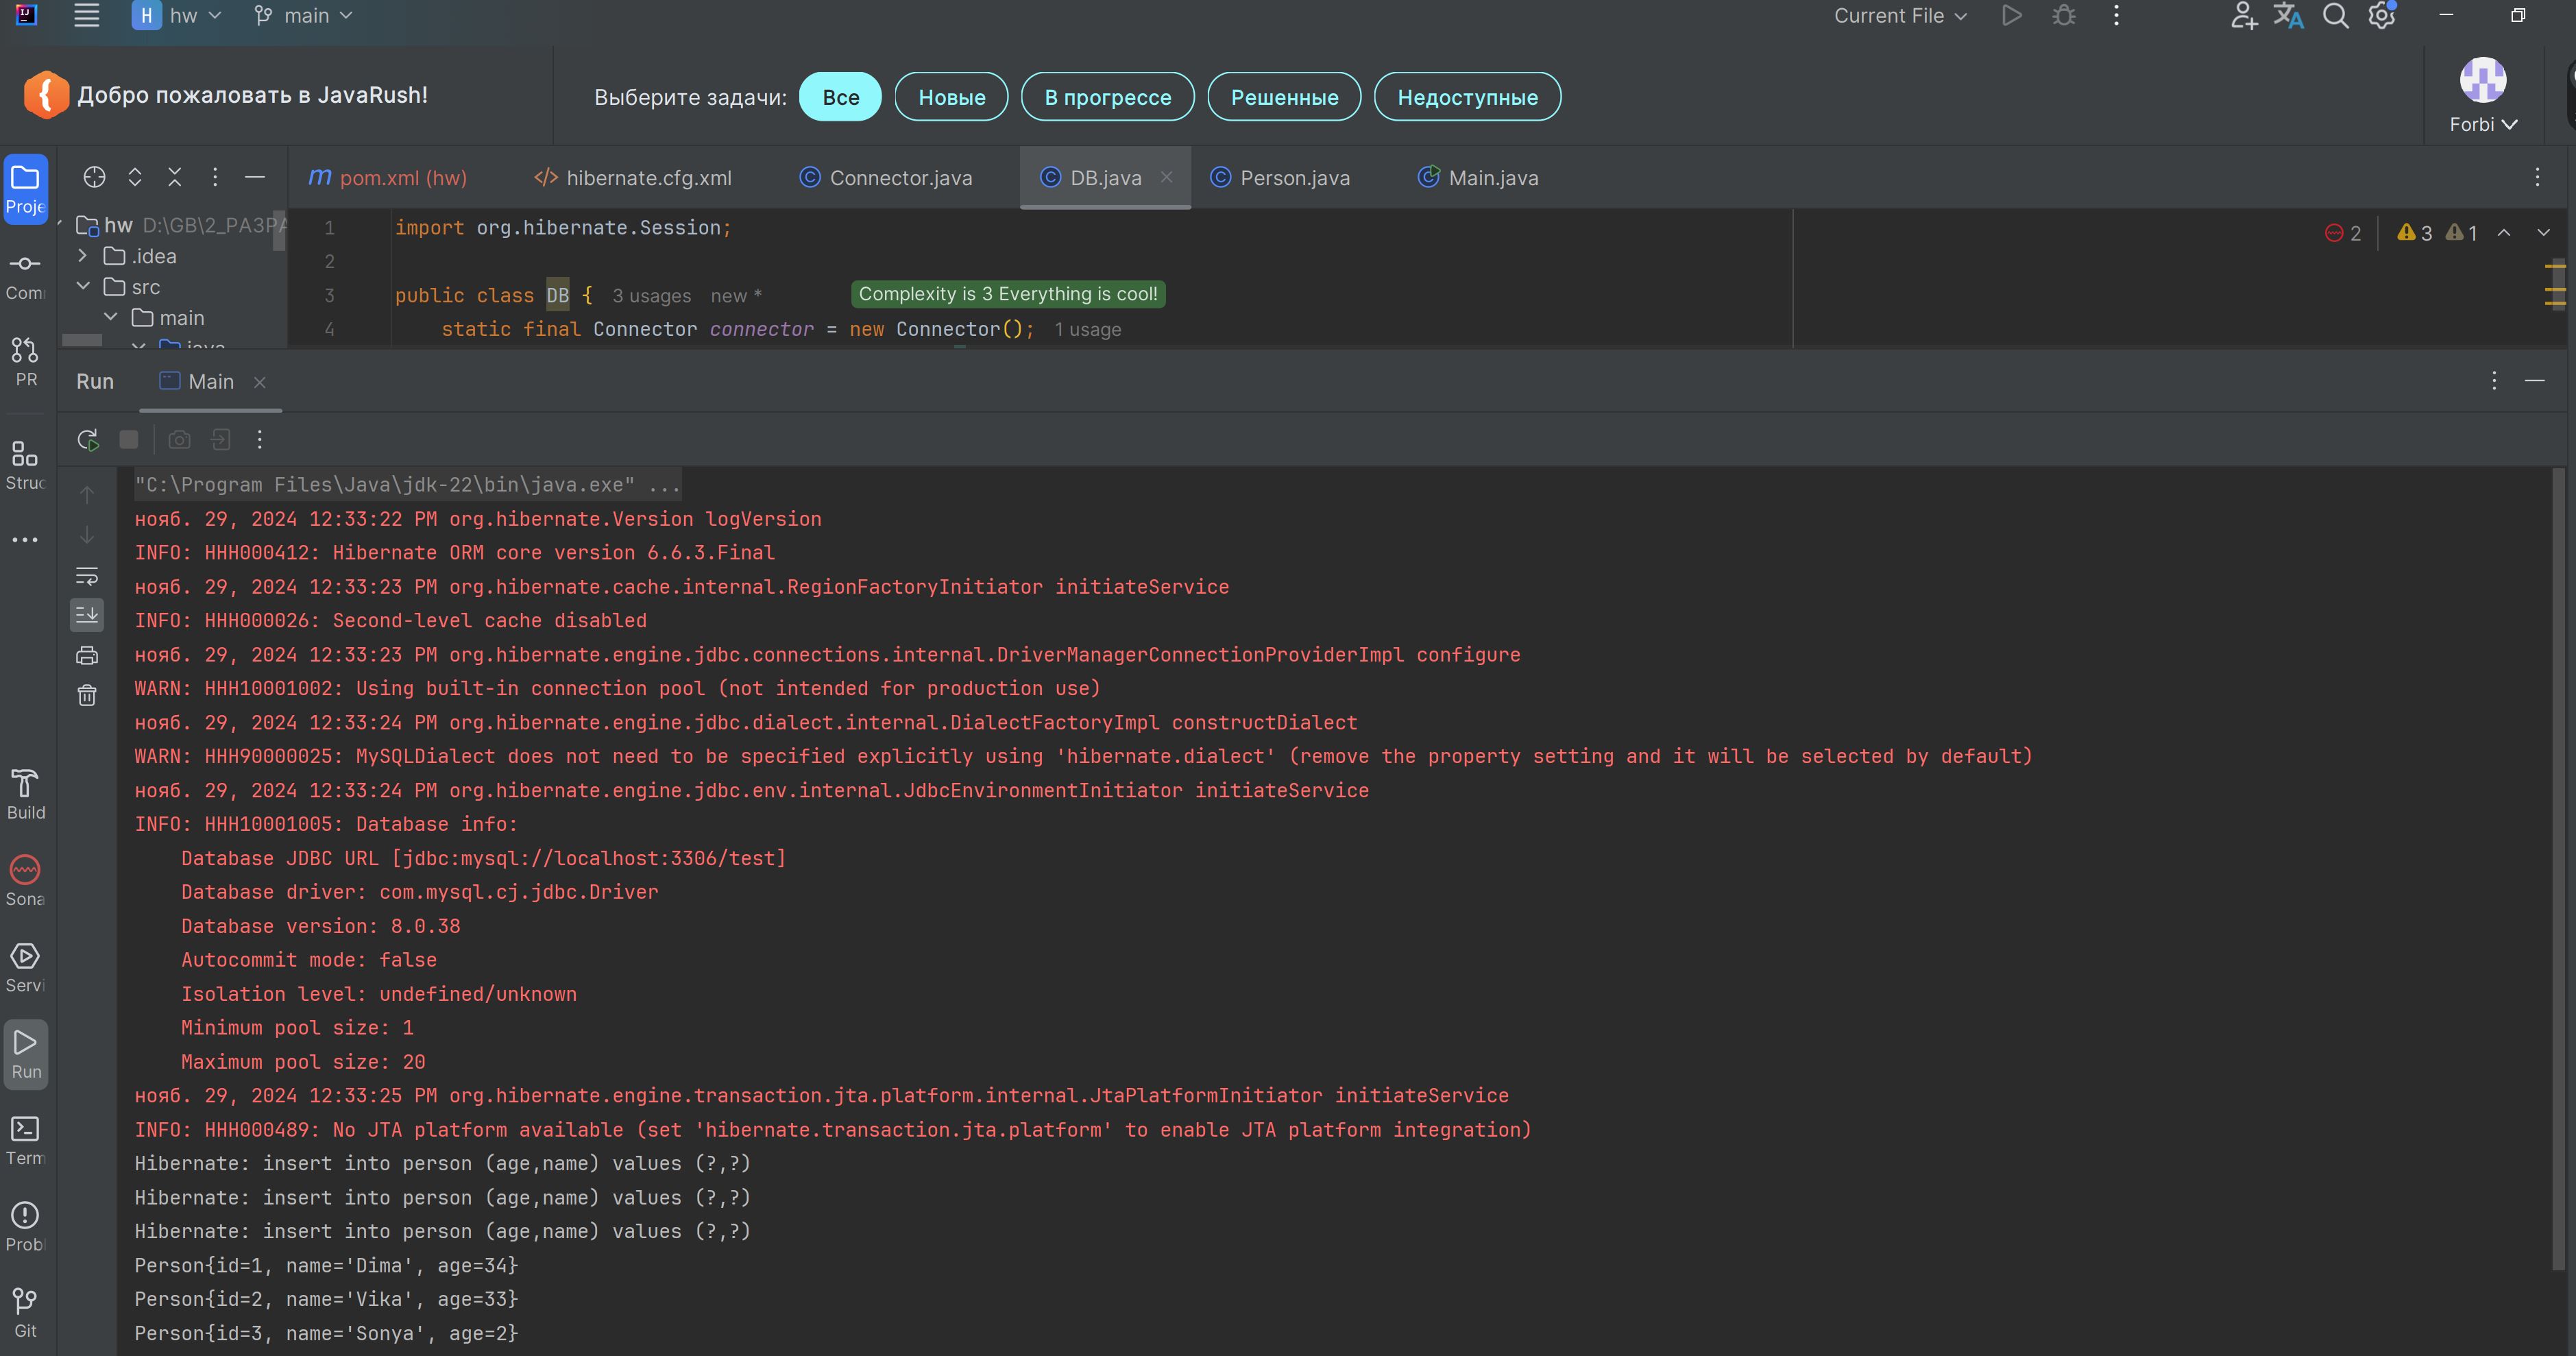 H hw main Current File
Добро пожаловать в JavaRush! Выберите задачи: Все Новые В прогрессе Решенные Недоступные Forbi
Proje
Com
PR
Struc
Build
Sona
Servi
Run
Term
Probl
Git
hw D:\GB\2_РАЗРА
.idea
src
main
java
pom.xml (hw) hibernate.cfg.xml Connector.java DB.java Person.java Main.java
1 import org.hibernate.Session;
2
3 public class DB { 3 usages new * Complexity is 3 Everything is cool!
4 static final Connector connector = new Connector(); 1 usage
2 3 1
Run Main
"C:\Program Files\Java\jdk-22\bin\java.exe" ...
нояб. 29, 2024 12:33:22 PM org.hibernate.Version logVersion
INFO: HHH000412: Hibernate ORM core version 6.6.3.Final
нояб. 29, 2024 12:33:23 PM org.hibernate.cache.internal.RegionFactoryInitiator initiateService
INFO: HHH000026: Second-level cache disabled
нояб. 29, 2024 12:33:23 PM org.hibernate.engine.jdbc.connections.internal.DriverManagerConnectionProviderImpl configure
WARN: HHH10001002: Using built-in connection pool (not intended for production use)
нояб. 29, 2024 12:33:24 PM org.hibernate.engine.jdbc.dialect.internal.DialectFactoryImpl constructDialect
WARN: HHH90000025: MySQLDialect does not need to be specified explicitly using 'hibernate.dialect' (remove the property setting and it will be selected by default)
нояб. 29, 2024 12:33:24 PM org.hibernate.engine.jdbc.env.internal.JdbcEnvironmentInitiator initiateService
INFO: HHH10001005: Database info:
Database JDBC URL [jdbc:mysql://localhost:3306/test]
Database driver: com.mysql.cj.jdbc.Driver
Database version: 8.0.38
Autocommit mode: false
Isolation level: undefined/unknown
Minimum pool size: 1
Maximum pool size: 20
нояб. 29, 2024 12:33:25 PM org.hibernate.engine.transaction.jta.platform.internal.JtaPlatformInitiator initiateService
INFO: HHH000489: No JTA platform available (set 'hibernate.transaction.jta.platform' to enable JTA platform integration)
Hibernate: insert into person (age,name) values (?,?)
Hibernate: insert into person (age,name) values (?,?)
Hibernate: insert into person (age,name) values (?,?)
Person{id=1, name='Dima', age=34}
Person{id=2, name='Vika', age=33}
Person{id=3, name='Sonya', age=2}